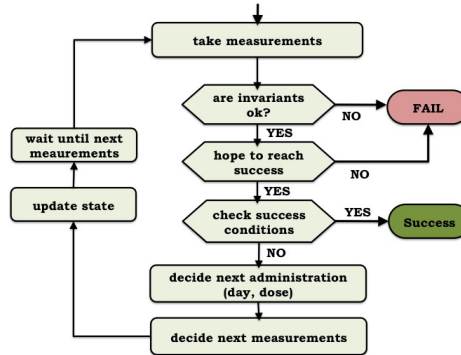 take measurements
are invariants
ok?
NO
FAIL
YES
wait until next
meaurements
hope to reach
success
NO
YES
update state
check success
conditions
YES
Success
NO
decide next administration
(day, dose)
decide next measurements